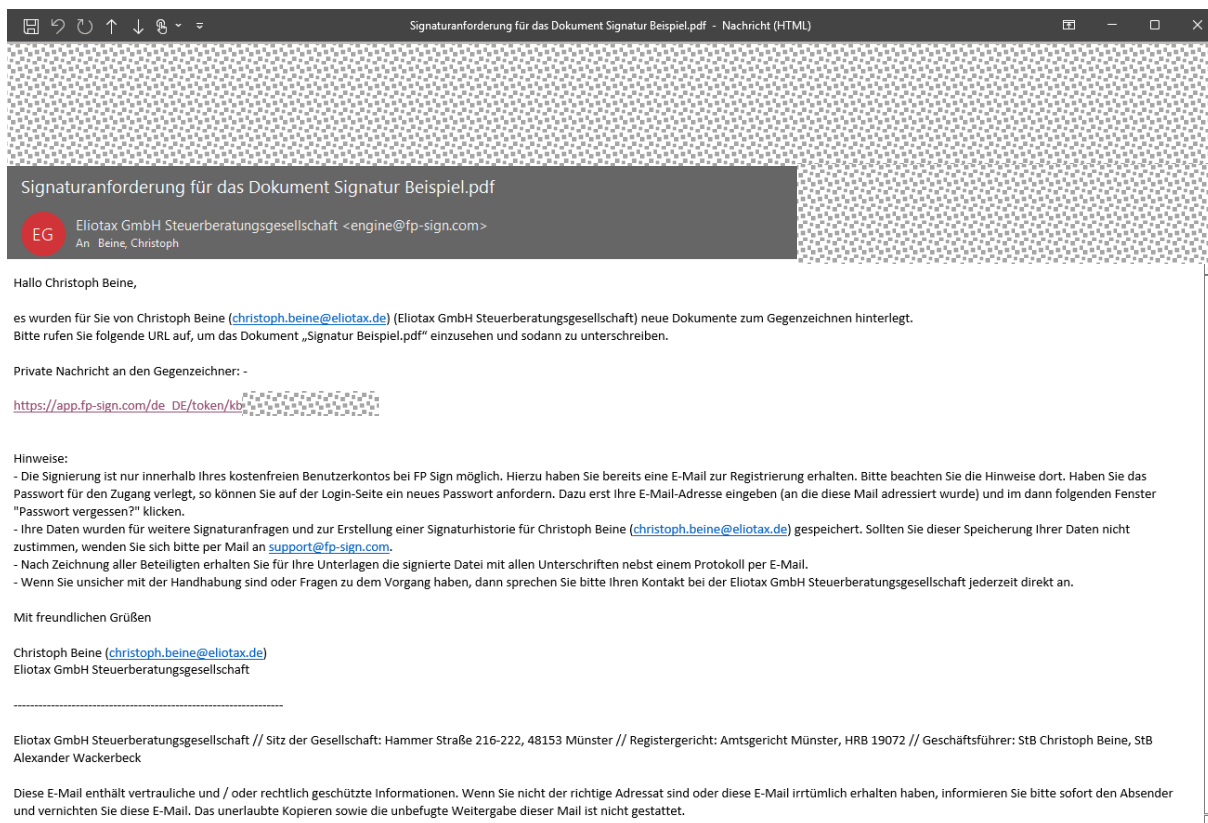 Signaturanforderung für das Dokument Signatur Beispiel.pdf - Nachricht (HTML)
Signaturanforderung für das Dokument Signatur Beispiel.pdf
EG
Eliotax GmbH Steuerberatungsgesellschaft <engine@fp-sign.com>
An Beine, Christoph
Hallo Christoph Beine,
es wurden für Sie von Christoph Beine (christoph.beine@eliotax.de) (Eliotax GmbH Steuerberatungsgesellschaft) neue Dokumente zum Gegenzeichnen hinterlegt.
Bitte rufen Sie folgende URL auf, um das Dokument „Signatur Beispiel.pdf“ einzusehen und sodann zu unterschreiben.
Private Nachricht an den Gegenzeichner: -
https://app.fp-sign.com/de_DE/token/kb
Hinweise:
- Die Signierung ist nur innerhalb Ihres kostenfreien Benutzerkontos bei FP Sign möglich. Hierzu haben Sie bereits eine E-Mail zur Registrierung erhalten. Bitte beachten Sie die Hinweise dort. Haben Sie das
Passwort für den Zugang verlegt, so können Sie auf der Login-Seite ein neues Passwort anfordern. Dazu erst Ihre E-Mail-Adresse eingeben (an die diese Mail adressiert wurde) und im dann folgenden Fenster
"Passwort vergessen?" klicken.
- Ihre Daten wurden für weitere Signaturanfragen und zur Erstellung einer Signaturhistorie für Christoph Beine (christoph.beine@eliotax.de) gespeichert. Sollten Sie dieser Speicherung Ihrer Daten nicht
zustimmen, wenden Sie sich bitte per Mail an support@fp-sign.com.
- Nach Zeichnung aller Beteiligten erhalten Sie für Ihre Unterlagen die signierte Datei mit allen Unterschriften nebst einem Protokoll per E-Mail.
- Wenn Sie unsicher mit der Handhabung sind oder Fragen zu dem Vorgang haben, dann sprechen Sie bitte Ihren Kontakt bei der Eliotax GmbH Steuerberatungsgesellschaft jederzeit direkt an.
Mit freundlichen Grüßen
Christoph Beine (christoph.beine@eliotax.de)
Eliotax GmbH Steuerberatungsgesellschaft
-----------------------------------------------------------------
Eliotax GmbH Steuerberatungsgesellschaft // Sitz der Gesellschaft: Hammer Straße 216-222, 48153 Münster // Registergericht: Amtsgericht Münster, HRB 19072 // Geschäftsführer: StB Christoph Beine, StB
Alexander Wackerbeck
Diese E-Mail enthält vertrauliche und / oder rechtlich geschützte Informationen. Wenn Sie nicht der richtige Adressat sind oder diese E-Mail irrtümlich erhalten haben, informieren Sie bitte sofort den Absender
und vernichten Sie diese E-Mail. Das unerlaubte Kopieren sowie die unbefugte Weitergabe dieser Mail ist nicht gestattet.